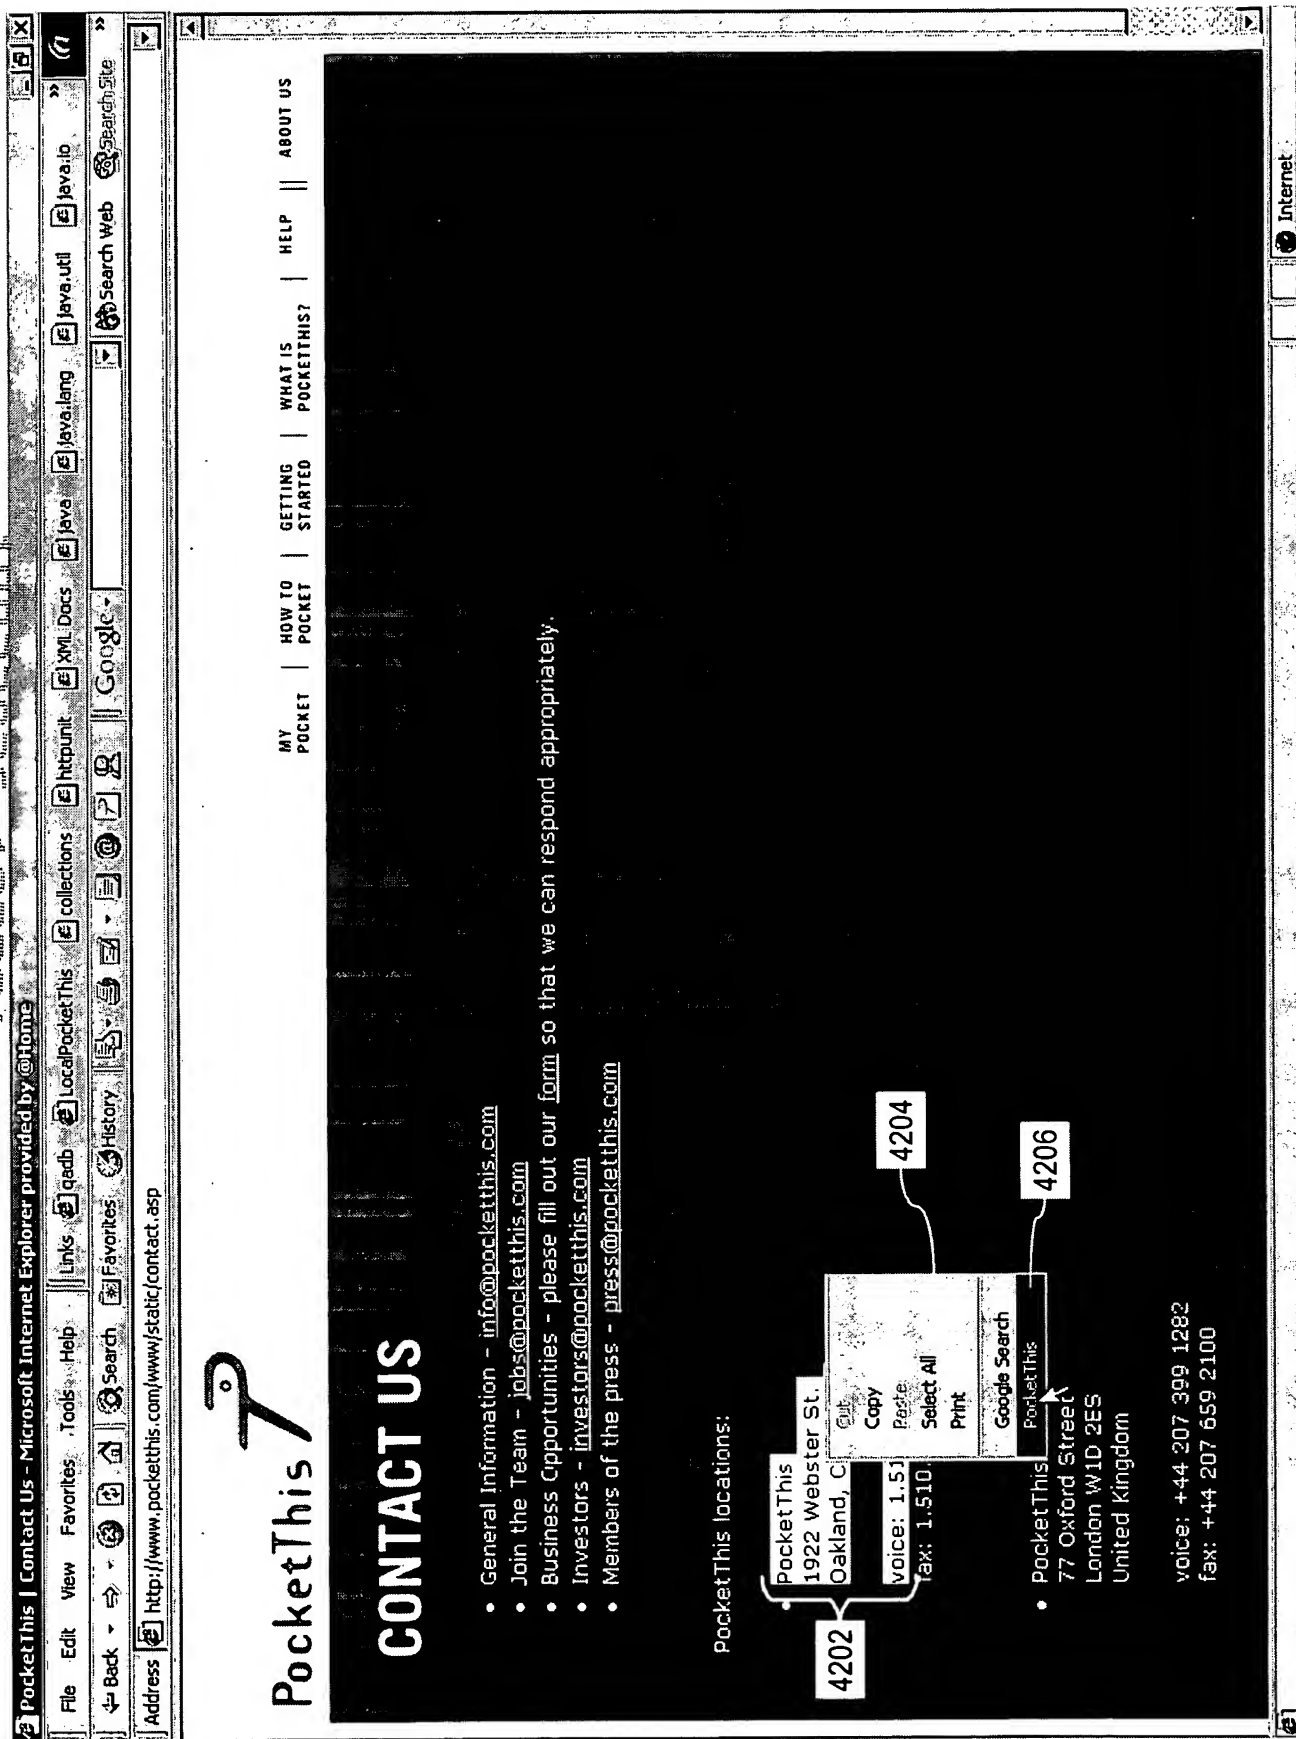 PocketThis | Contact Us - Microsoft Internet Explorer provided by @Home
File Edit View Favorites Tools Help Links qadb LocalPocketThis collections httpunit XML Docs java java.lang java.util java.io »
Back Search Favorites History Google Search Web Search Site »
Address http://www.pocketthis.com/www/static/contact.asp
PocketThis
MY POCKET | HOW TO POCKET | GETTING STARTED | WHAT IS POCKETTHIS? | HELP || ABOUT US
CONTACT US
• General Information - info@pocketthis.com
• Join the Team - jobs@pocketthis.com
• Business Opportunities - please fill out our form so that we can respond appropriately.
• Investors - investors@pocketthis.com
• Members of the press - press@pocketthis.com
PocketThis locations:
• PocketThis
1922 Webster St.
Oakland, C
voice: 1.51
fax: 1.510.
4202
Cut
Copy
Paste
Select All
Print
Google Search
PocketThis
4204
4206
• PocketThis
77 Oxford Street
London W1D 2ES
United Kingdom
voice: +44 207 399 1282
fax: +44 207 659 2100
Internet